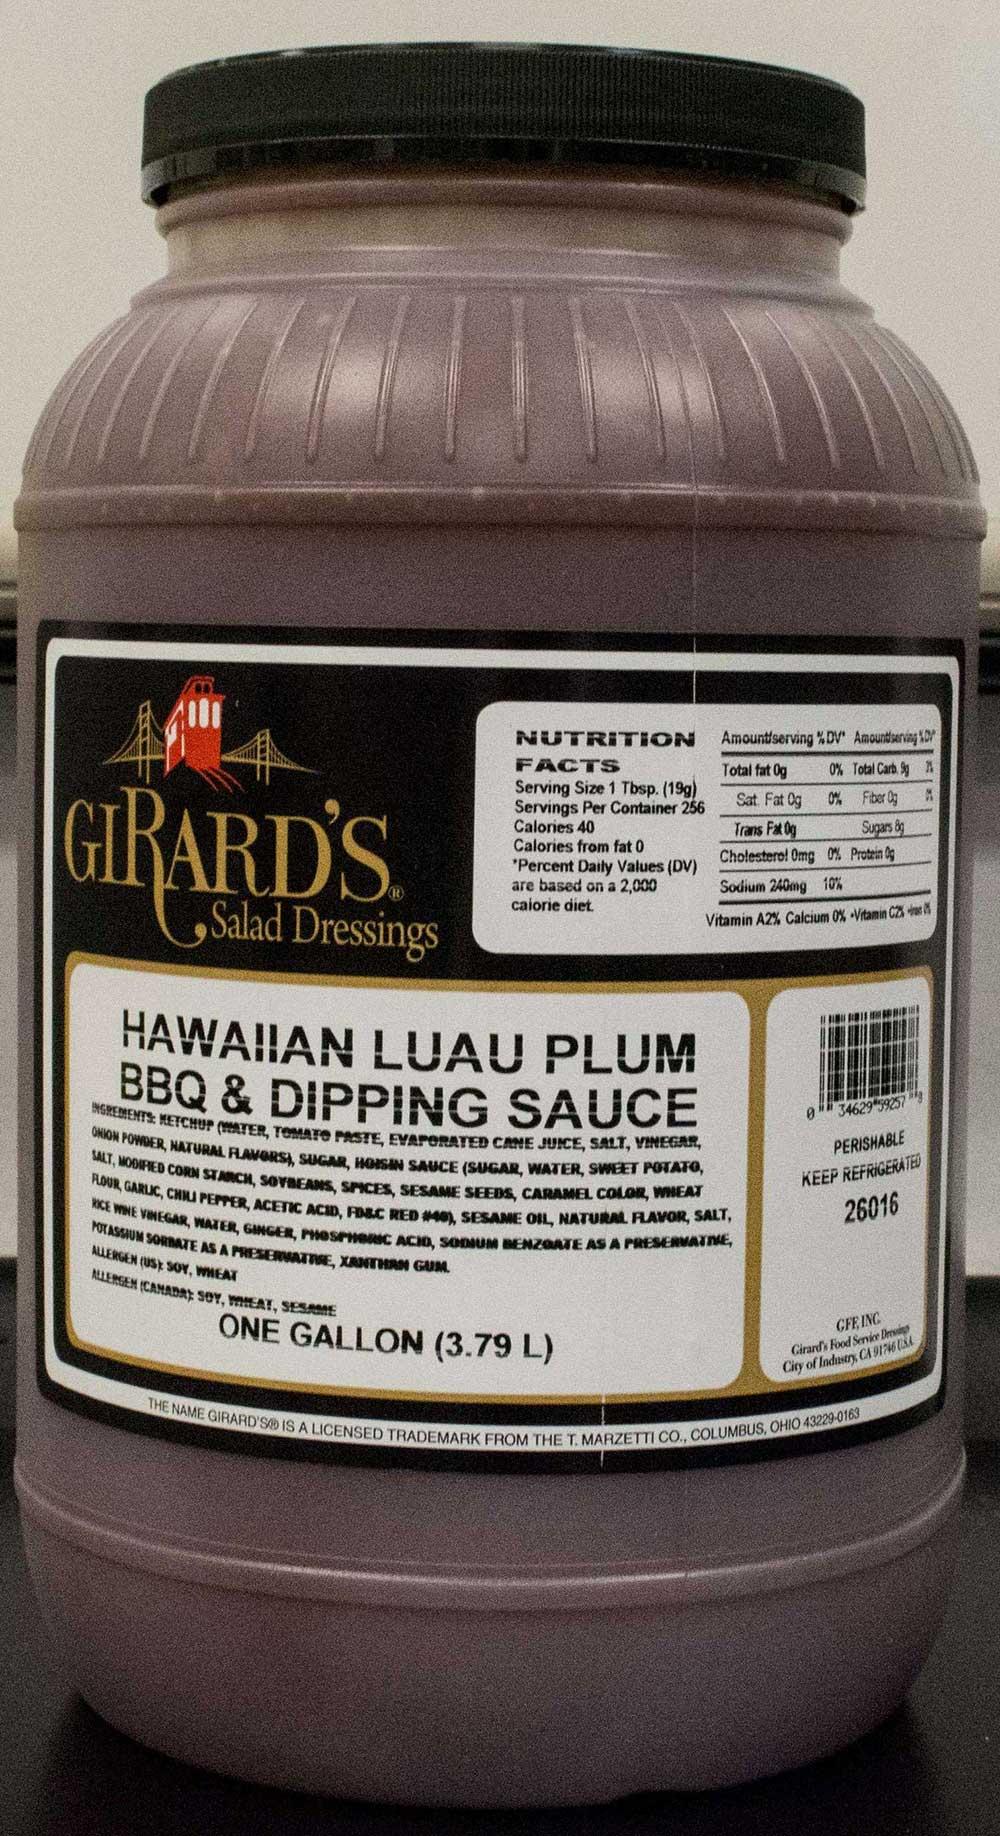 GIRARD'S®
Salad Dressings
NUTRITION
FACTS
Serving Size 1 Tbsp. (19g)
Servings Per Container 256
Calories 40
Calories from fat 0
*Percent Daily Values (DV)
are based on a 2,000
calorie diet.
Amount/serving %DV* Amount/serving %DV*
Total fat 0g 0% Total Carb. 9g
Sat. Fat 0g 0% Fiber 0g
Trans Fat 0g Sugars 8g
Cholesterol 0mg 0% Protein 0g
Sodium 240mg 10%
Vitamin A2% Calcium 0% •Vitamin C2% •Iron 0%
HAWAIIAN LUAU PLUM
BBQ & DIPPING SAUCE
INGREDIENTS: KETCHUP (WATER, TOMATO PASTE, EVAPORATED CANE JUICE, SALT, VINEGAR,
ONION POWDER, NATURAL FLAVORS), SUGAR, HOISIN SAUCE (SUGAR, WATER, SWEET POTATO,
SALT, MODIFIED CORN STARCH, SOYBEANS, SPICES, SESAME SEEDS, CARAMEL COLOR, WHEAT
FLOUR, GARLIC, CHILI PEPPER, ACETIC ACID, FD&C RED #40), SESAME OIL, NATURAL FLAVOR, SALT,
RICE WINE VINEGAR, WATER, GINGER, PHOSPHORIC ACID, SODIUM BENZOATE AS A PRESERVATIVE,
POTASSIUM SORBATE AS A PRESERVATIVE, XANTHAN GUM.
ALLERGEN (US): SOY, WHEAT
ALLERGEN (CANADA): SOY, WHEAT, SESAME
ONE GALLON (3.79 L)
0 34629 59257 8
PERISHABLE
KEEP REFRIGERATED
26016
GFF, INC.
Girard's Food Service Dressings
City of Industry, CA 91746 U.S.A.
THE NAME GIRARD'S® IS A LICENSED TRADEMARK FROM THE T. MARZETTI CO., COLUMBUS, OHIO 43229-0163